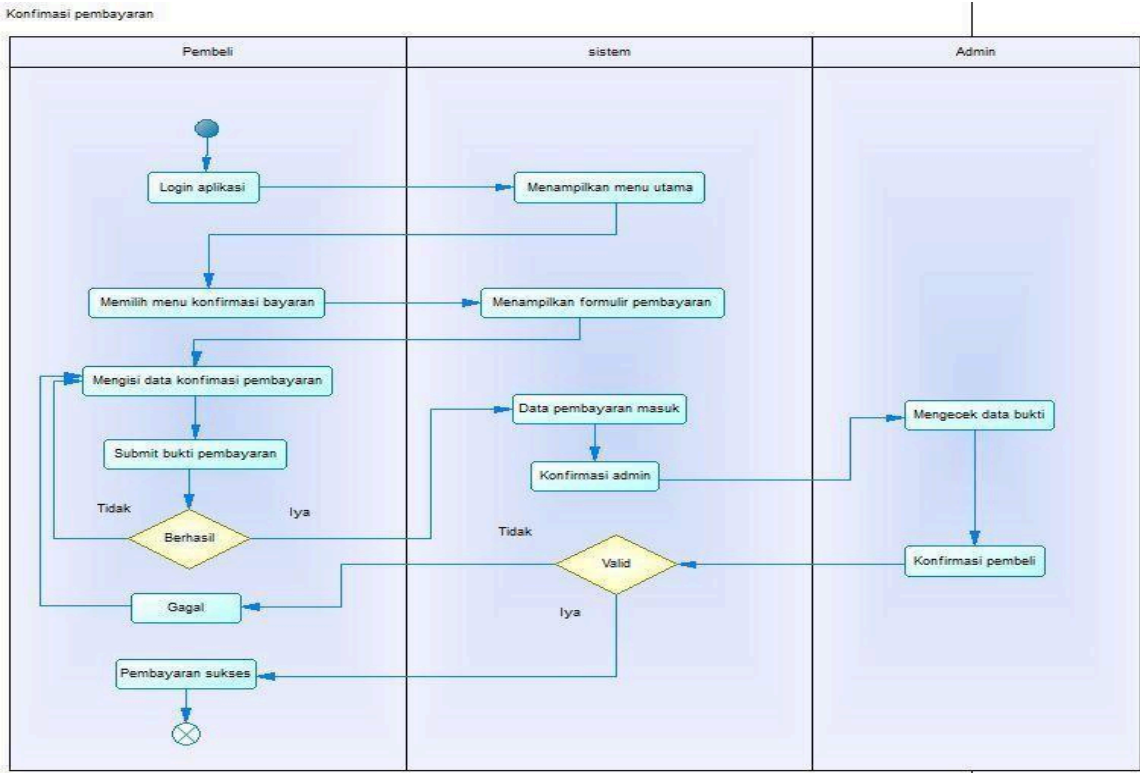 Konfimasi pembayaran
Pembeli
sistem
Admin
Login aplikasi
Menampilkan menu utama
Memilih menu konfirmasi bayaran
Menampilkan formulir pembayaran
Mengisi data konfimasi pembayaran
Data pembayaran masuk
Mengecek data bukti
Submit bukti pembayaran
Konfirmasi admin
Tidak
Iya
Berhasil
Tidak
Valid
Konfirmasi pembeli
Gagal
Iya
Pembayaran sukses